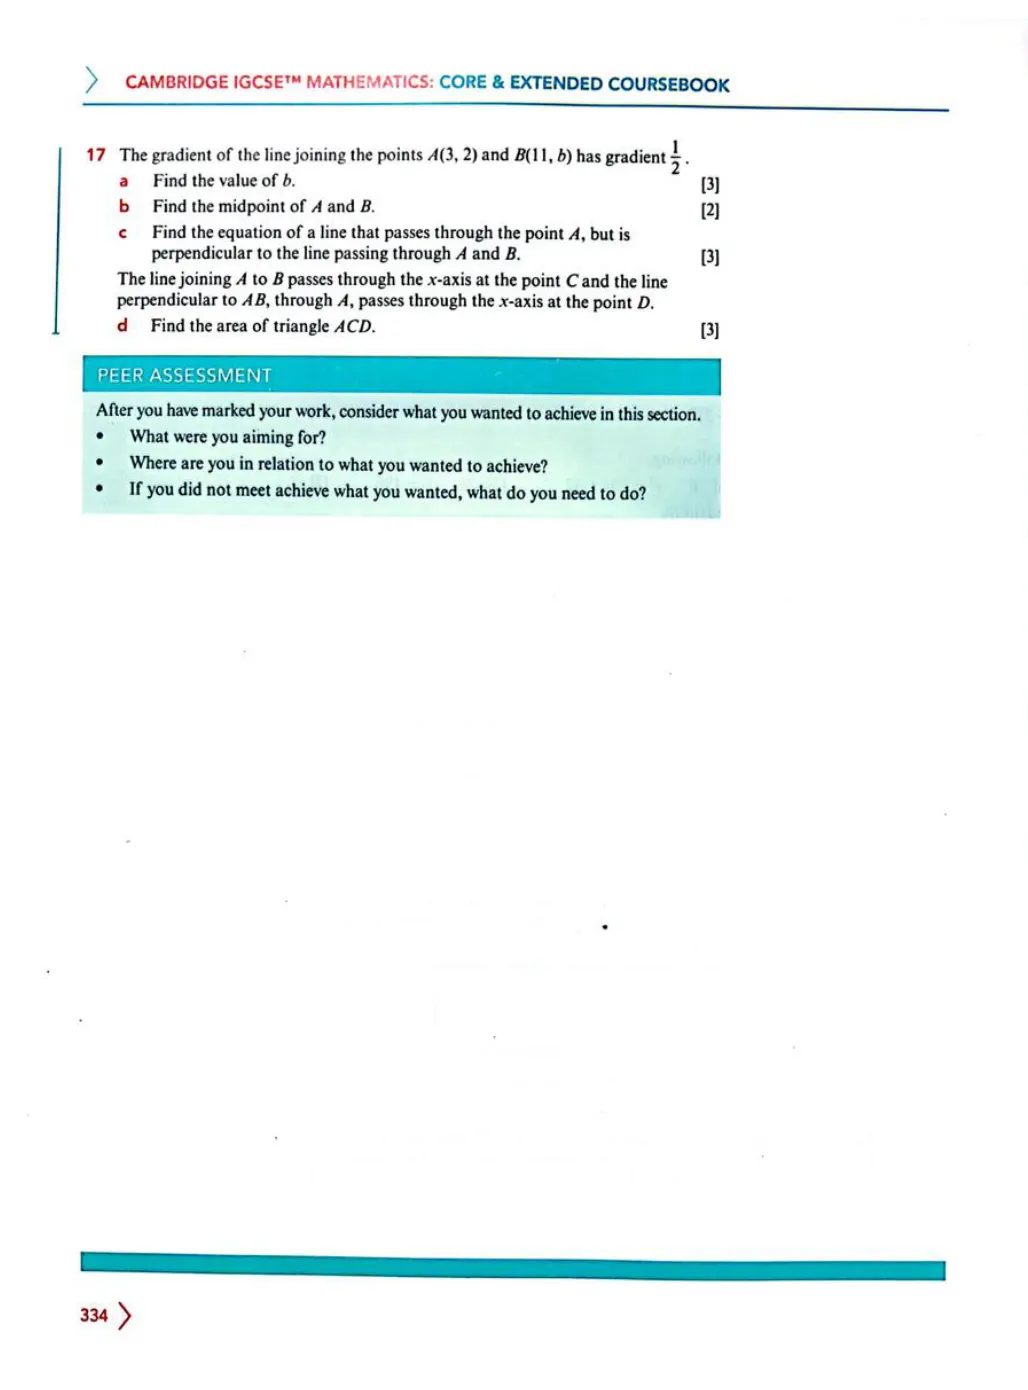 CAMBRIDGE IGCSE™ MATHEMATICS: CORE & EXTENDED COURSEBOOK
17 The gradient of the line joining the points A(3, 2) and B(11, b) has gradient 1/2.
a Find the value of b. [3]
b Find the midpoint of A and B. [2]
c Find the equation of a line that passes through the point A, but is
perpendicular to the line passing through A and B. [3]
The line joining A to B passes through the x-axis at the point C and the line
perpendicular to AB, through A, passes through the x-axis at the point D.
d Find the area of triangle ACD. [3]
PEER ASSESSMENT
After you have marked your work, consider what you wanted to achieve in this section.
• What were you aiming for?
• Where are you in relation to what you wanted to achieve?
• If you did not meet achieve what you wanted, what do you need to do?
334